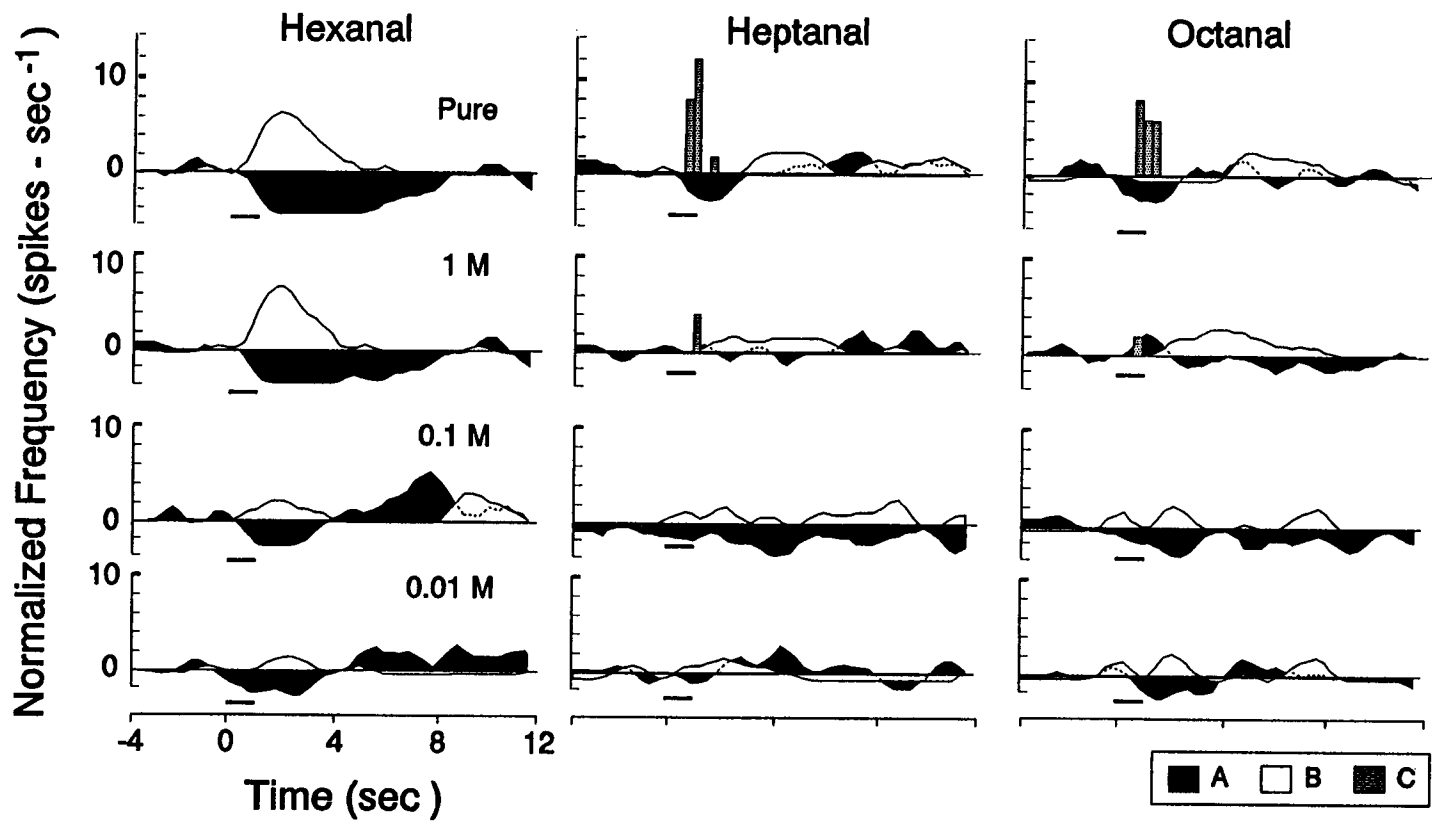 Hexanal
Heptanal
Octanal
Normalized Frequency (spikes - sec⁻¹)
10
0
Pure
10
0
1 M
10
0
0.1 M
10
0
0.01 M
-4 0 4 8 12
Time (sec)
A B C